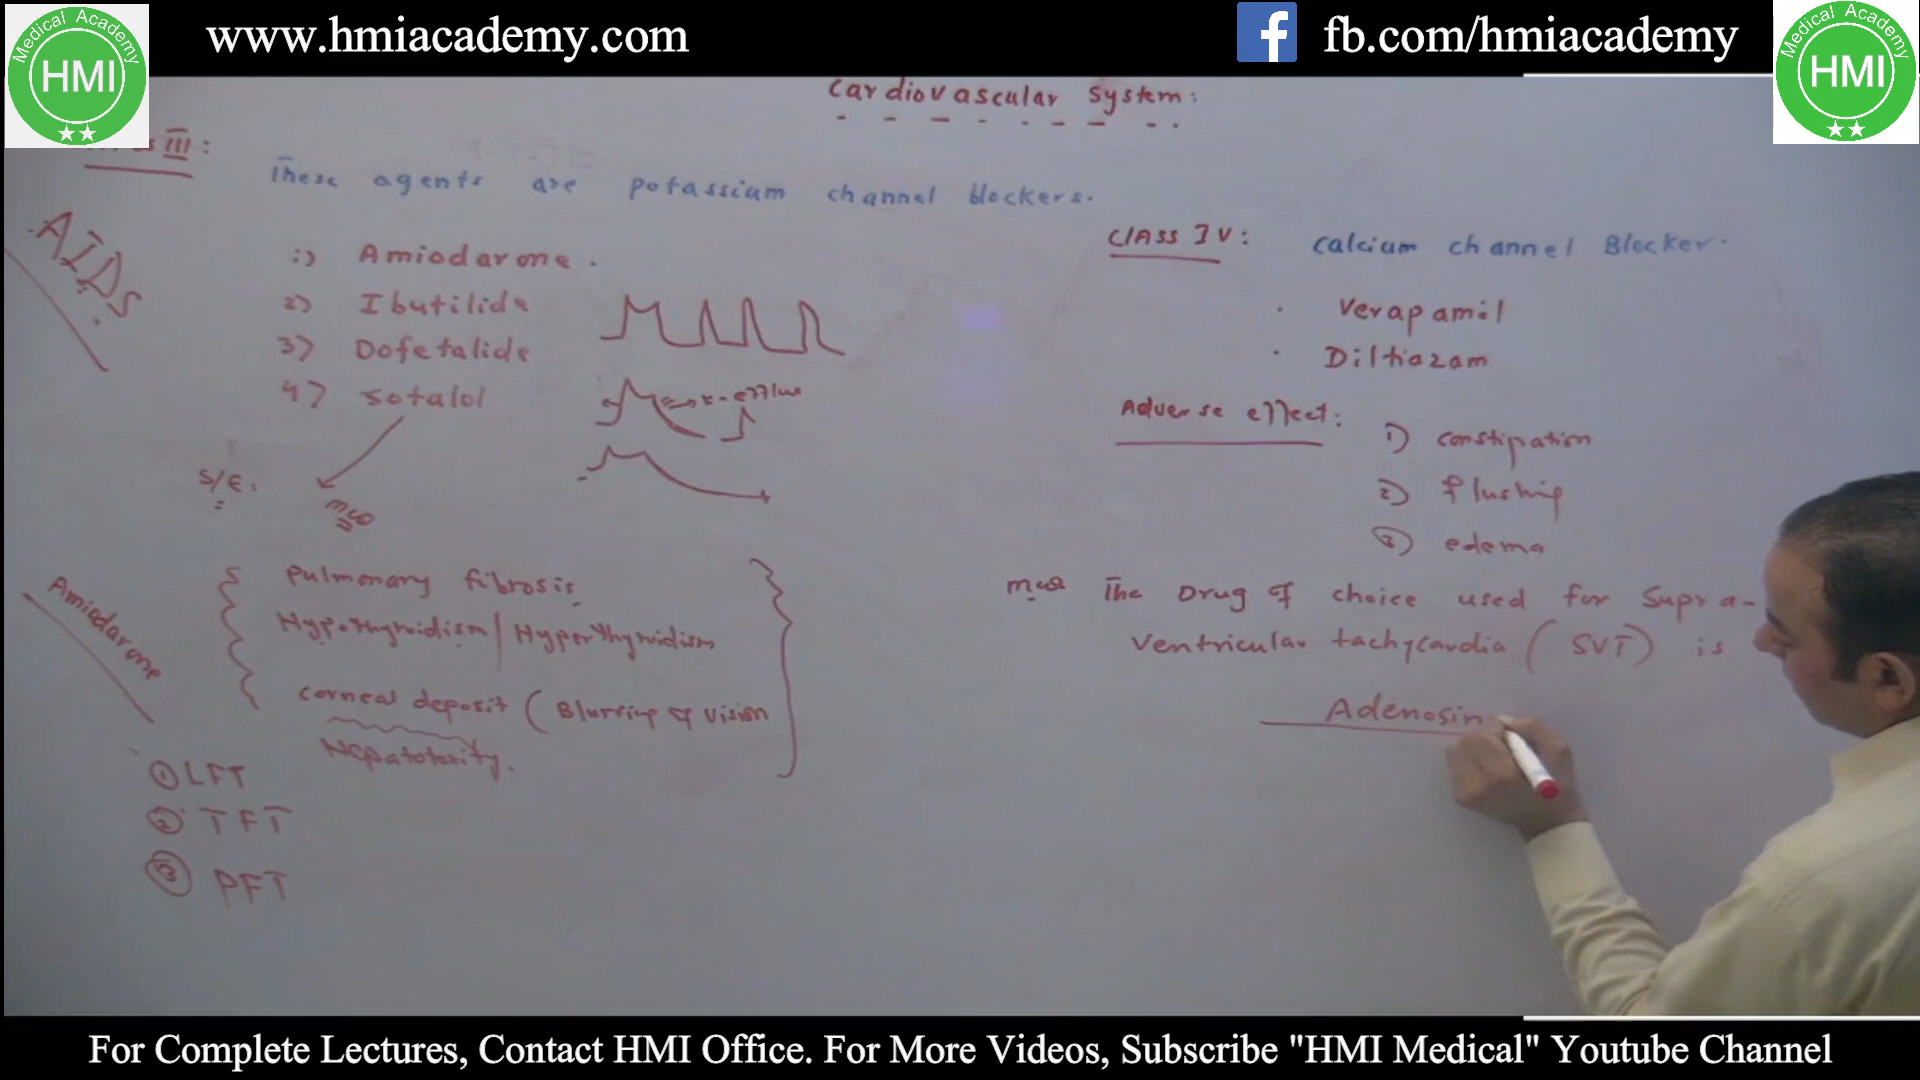 www.hmiacademy.com
fb.com/hmiacademy
Medical Academy
HMI
Medical Academy
HMI
Cardiovascular System:
III:
These agents are potassium channel blockers.
AIDs
:) Amiodarone.
2) Ibutilide
3) Dofetalide
4) Sotalol
K- efflux
S/E:
mcq
Amiodarone
Pulmonary fibrosis
Hypothyroidism / Hyperthyroidism
corneal deposit ( Blurring of vision
Hepatotoxity.
① LFT
② TFT
③ PFT
Class IV: Calcium channel Blocker.
· Verapamil
· Diltiazam
Adverse effect:
1) constipation
2) flushing
3) edema
mcq The Drug of choice used for Supra-
Ventricular tachycardia ( SVT) is
Adenosin
For Complete Lectures, Contact HMI Office. For More Videos, Subscribe "HMI Medical" Youtube Channel